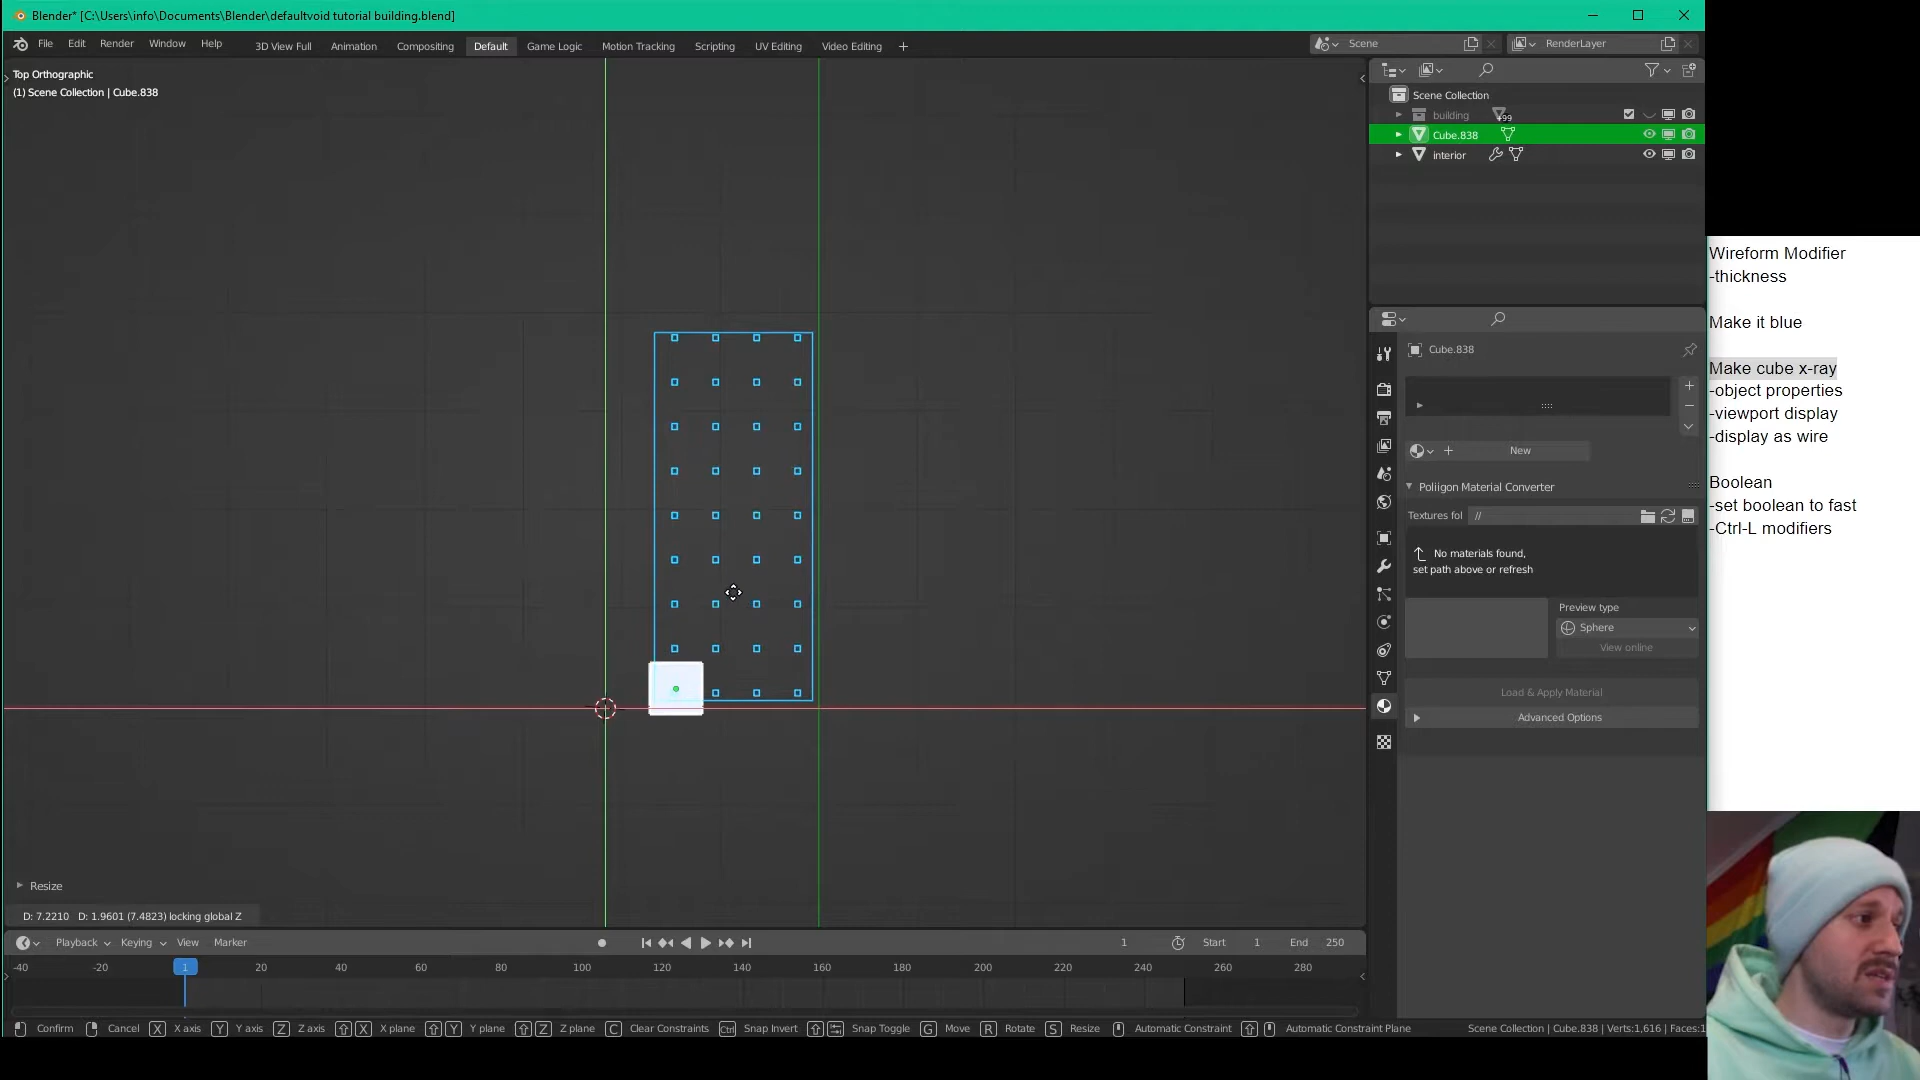 Blender* [C:\Users\info\Documents\Blender\defaultvoid tutorial building.blend]
File Edit Render Window Help 3D View Full Animation Compositing Default Game Logic Motion Tracking Scripting UV Editing Video Editing + Scene RenderLayer
Top Orthographic
(1) Scene Collection | Cube.838
Scene Collection
building +99
Cube.838
interior
Cube.838
New
Poliigon Material Converter
Textures fol //
No materials found,
set path above or refresh
Preview type
Sphere
View online
Load & Apply Material
Advanced Options
Wireform Modifier
-thickness
Make it blue
Make cube x-ray
-object properties
-viewport display
-display as wire
Boolean
-set boolean to fast
-Ctrl-L modifiers
Resize
D: 7.2210 D: 1.9601 (7.4823) locking global Z
Playback Keying View Marker 1 Start 1 End 250
-40 -20 1 20 40 60 80 100 120 140 160 180 200 220 240 260 280
Confirm Cancel X X axis Y Y axis Z Z axis X X plane Y Y plane Z Z plane C Clear Constraints Ctrl Snap Invert Snap Toggle G Move R Rotate S Resize Automatic Constraint Automatic Constraint Plane Scene Collection | Cube.838 | Verts:1,616 | Faces:1